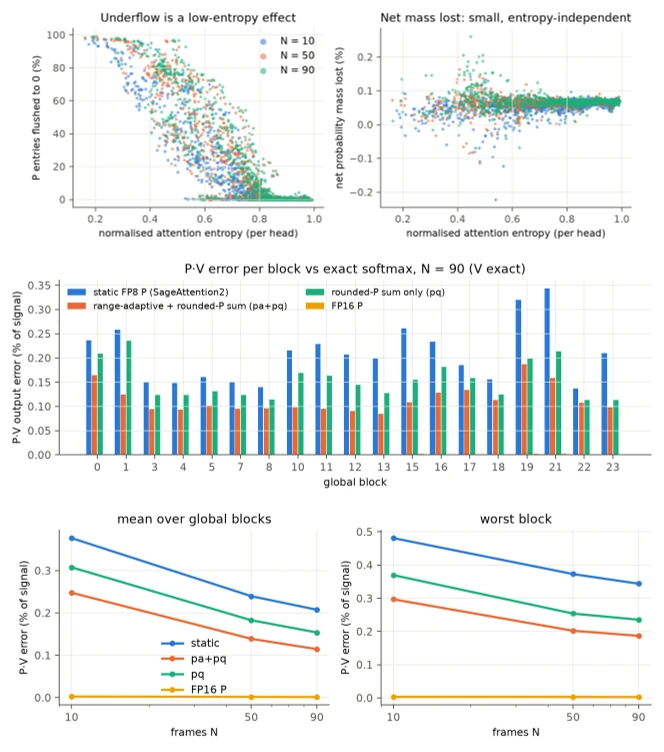 Underflow is a low-entropy effect
Net mass lost: small, entropy-independent
P entries flushed to 0 (%)
100
80
60
40
20
0
N = 10
N = 50
N = 90
0.2 0.4 0.6 0.8 1.0
normalised attention entropy (per head)
net probability mass lost (%)
0.2
0.1
0.0
−0.1
−0.2
0.2 0.4 0.6 0.8 1.0
normalised attention entropy (per head)
P·V error per block vs exact softmax, N = 90 (V exact)
P·V output error (% of signal)
0.35
0.30
0.25
0.20
0.15
0.10
0.05
0.00
static FP8 P (SageAttention2)
range-adaptive + rounded-P sum (pa+pq)
rounded-P sum only (pq)
FP16 P
0 1 3 4 5 7 8 10 11 12 13 15 16 17 18 19 21 22 23
global block
mean over global blocks
P·V error (% of signal)
0.3
0.2
0.1
0.0
static
pa+pq
pq
FP16 P
10 50 90
frames N
worst block
P·V error (% of signal)
0.5
0.4
0.3
0.2
0.1
0.0
10 50 90
frames N